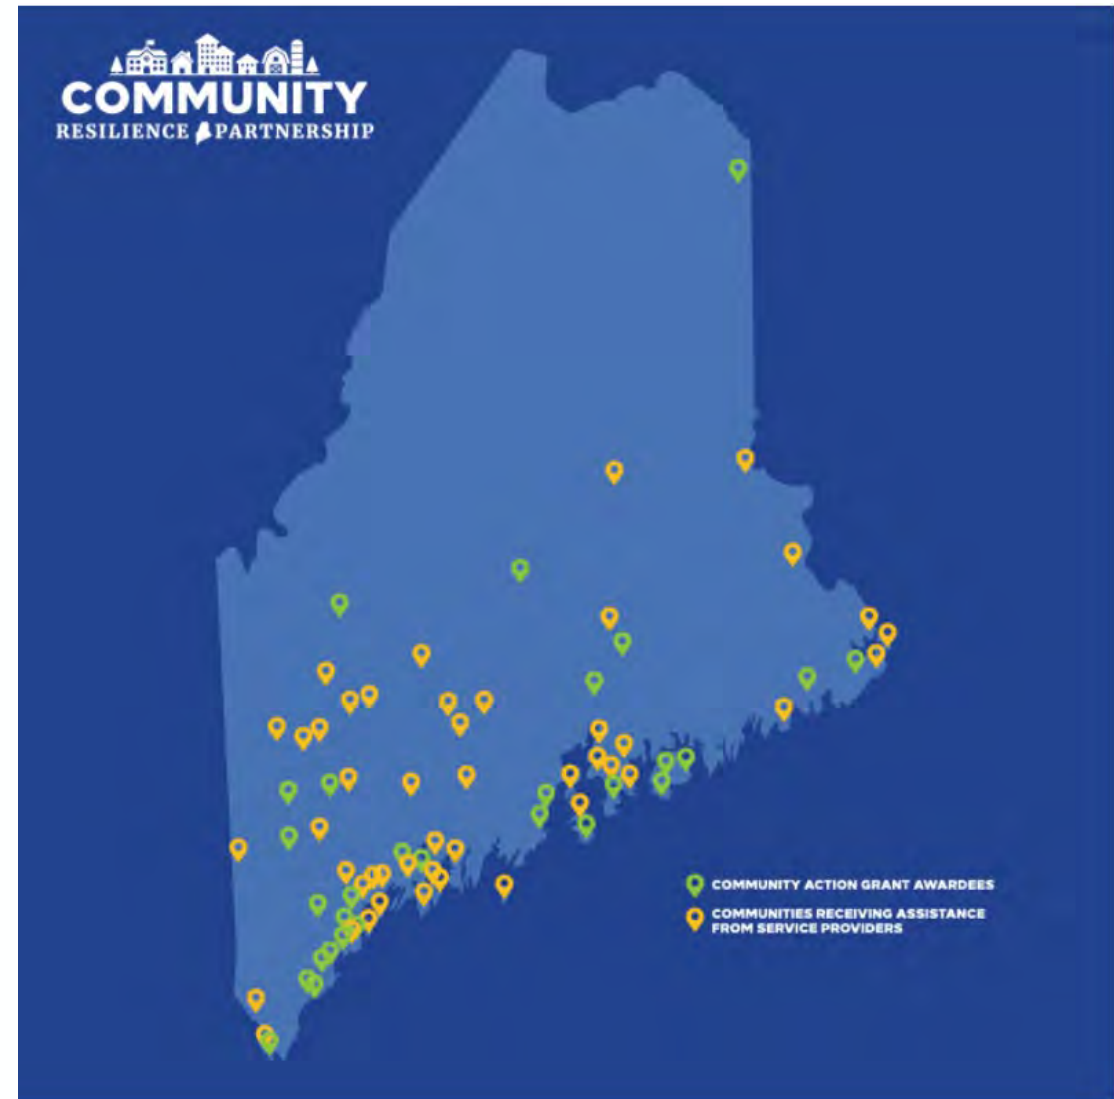 COMMUNITY
RESILIENCE PARTNERSHIP
COMMUNITY ACTION GRANT AWARDEES
COMMUNITIES RECEIVING ASSISTANCE
FROM SERVICE PROVIDERS